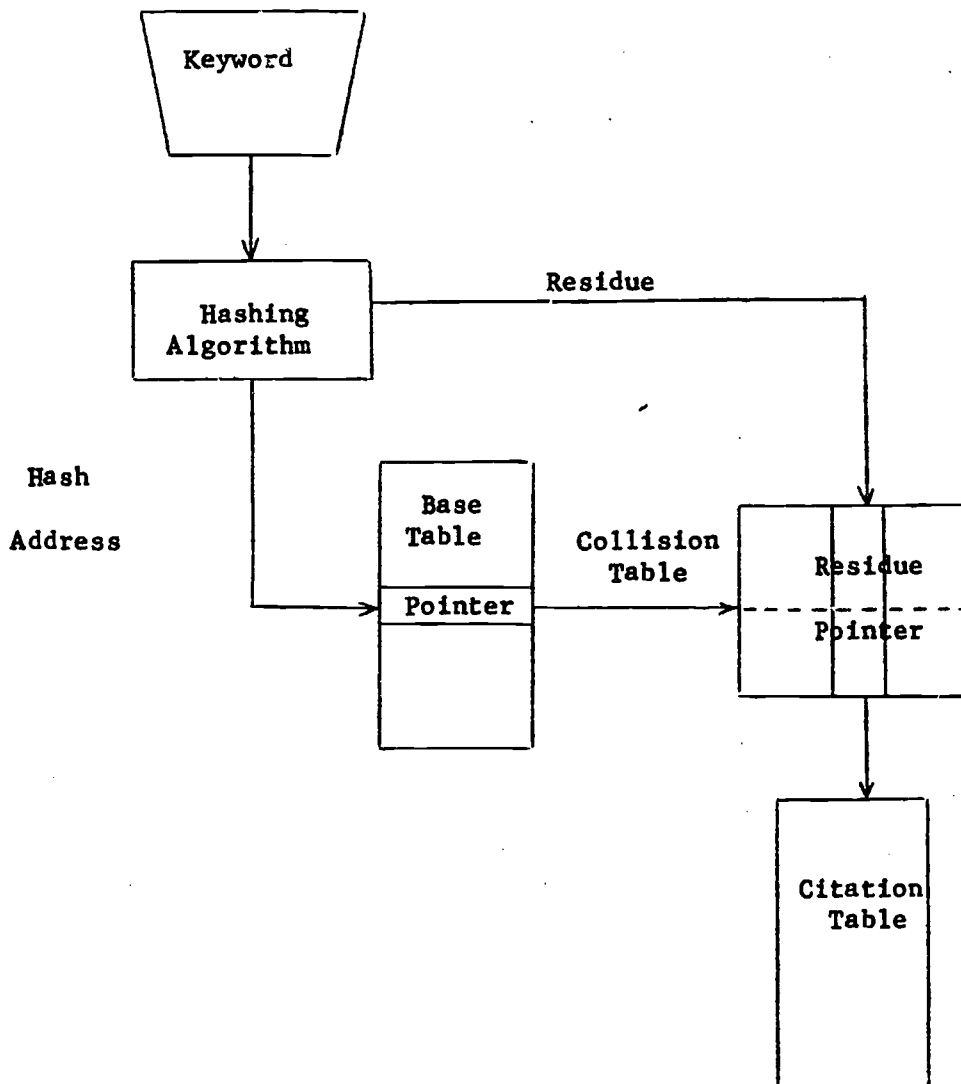 Keyword
Residue
Hashing
Algorithm
Hash
Address
Base
Table
Pointer
Collision
Table
Residue
Pointer
Citation
Table